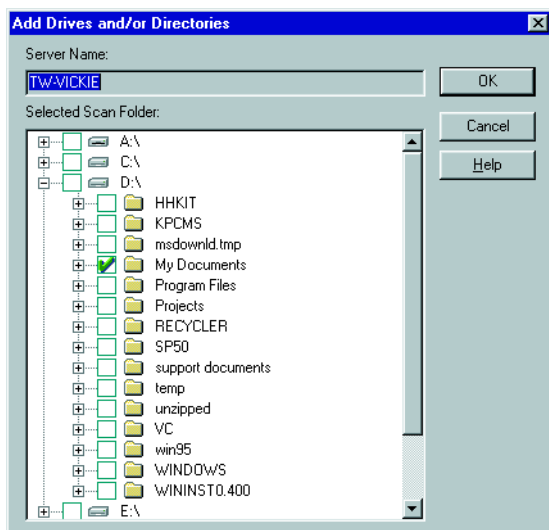 Add Drives and/or Directories
Server Name:
TW-VICKIE
OK
Selected Scan Folder:
Cancel
Help
A:\
C:\
D:\
HHKIT
KPCMS
msdownld.tmp
My Documents
Program Files
Projects
RECYCLER
SP50
support documents
temp
unzipped
VC
win95
WINDOWS
WININST0.400
E:\